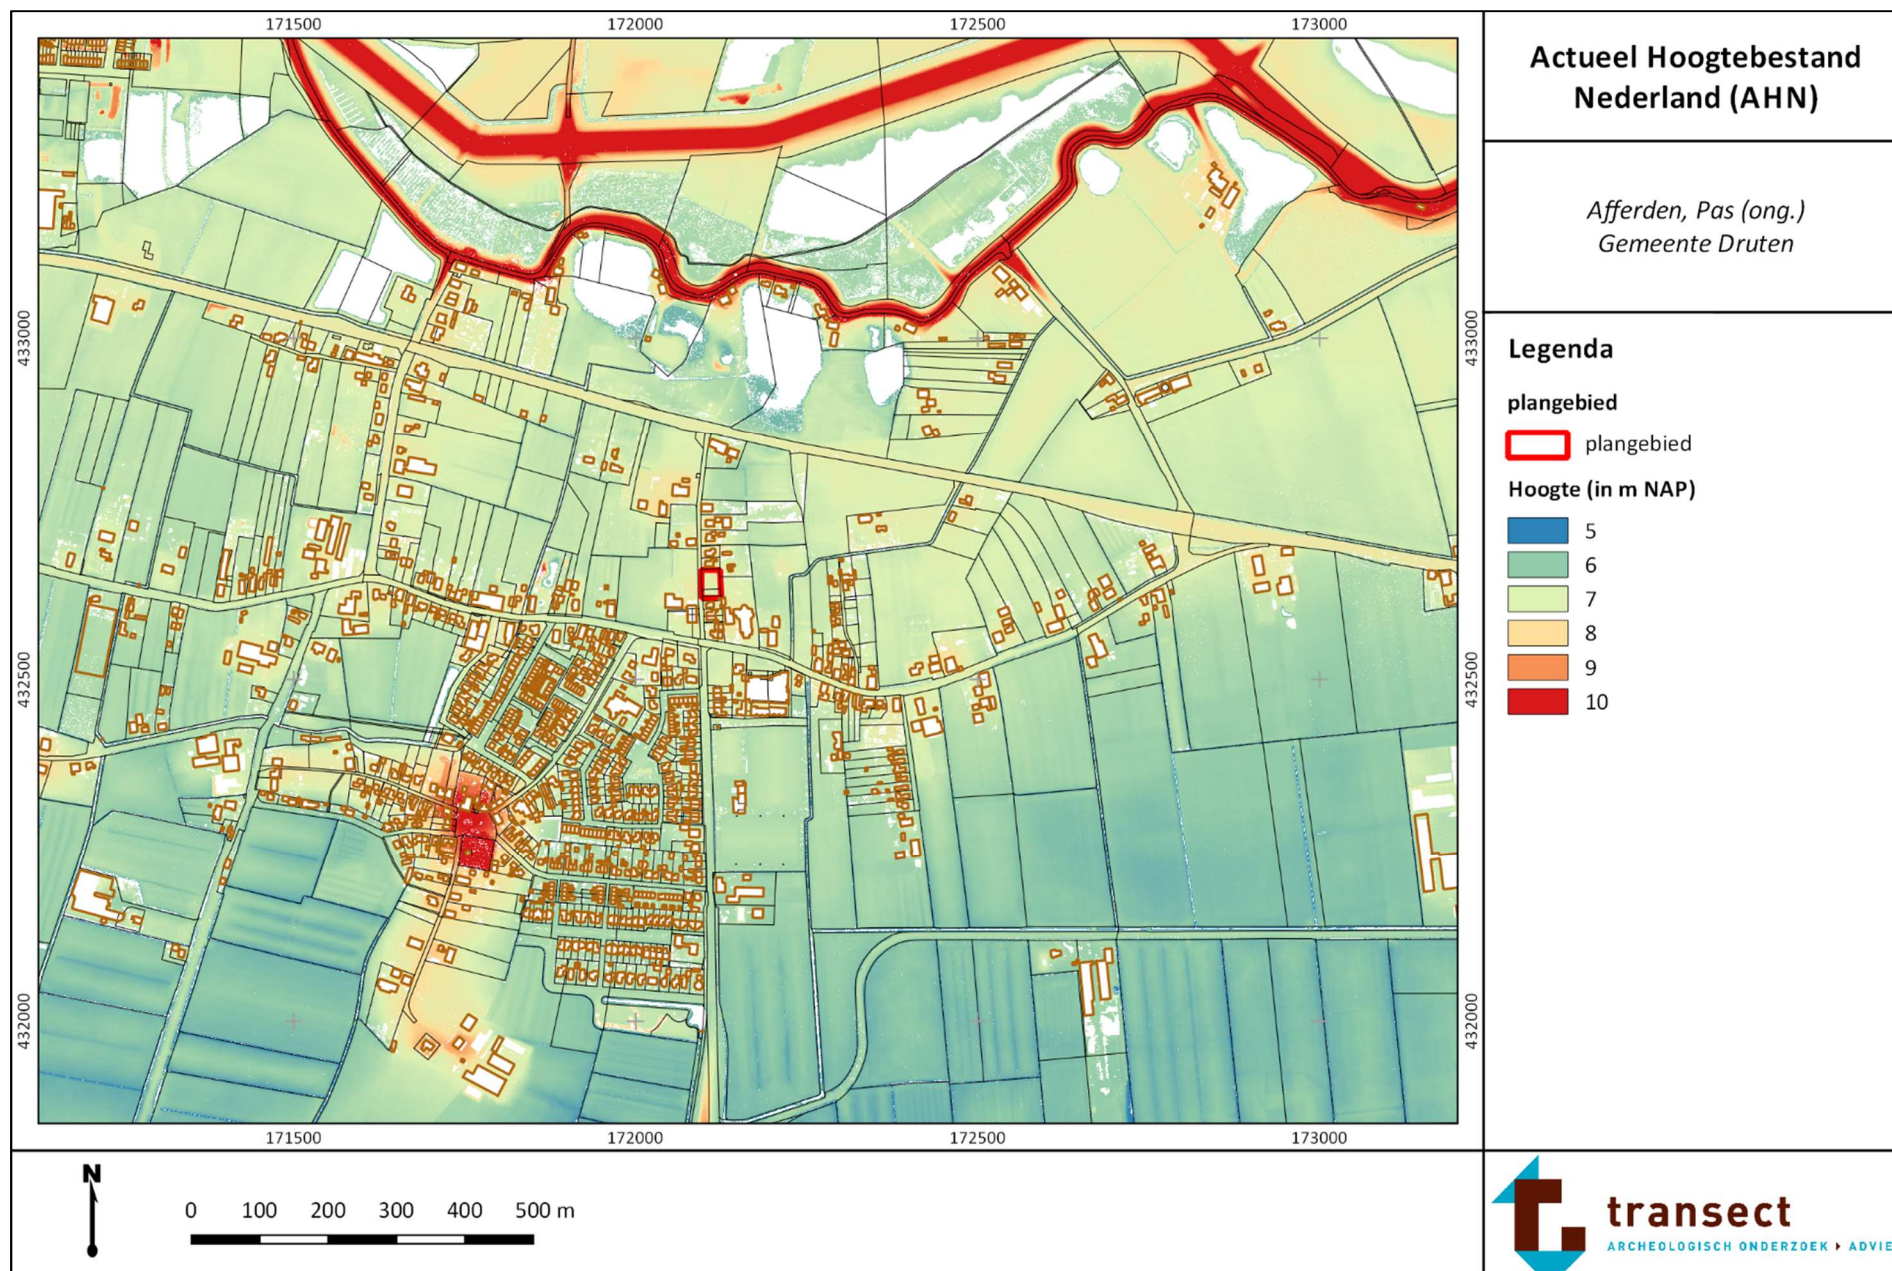 171500 172000 172500 173000
433000 433000
432500 432500
432000 432000
171500 172000 172500 173000
Actueel Hoogtebestand
Nederland (AHN)
Afferden, Pas (ong.)
Gemeente Druten
Legenda
plangebied
plangebied
Hoogte (in m NAP)
5
6
7
8
9
10
N
0 100 200 300 400 500 m
transect
ARCHEOLOGISCH ONDERZOEK ADVIE